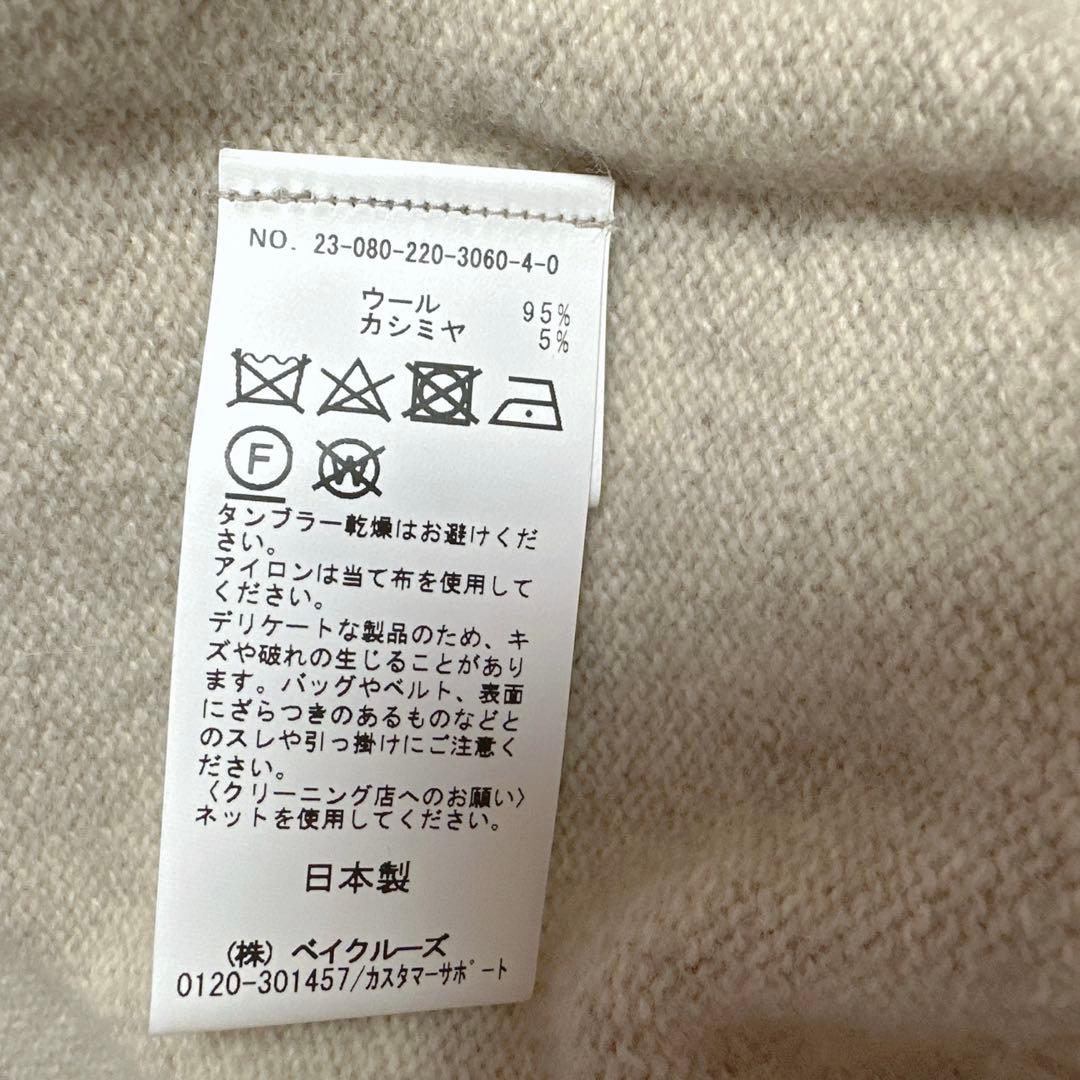 NO. 23-080-220-3060-4-0
ウール 95%
カシミヤ 5%
F
W
タンブラー乾燥はお避けくだ
さい。
アイロンは当て布を使用して
ください。
デリケートな製品のため、キ
ズや破れの生じることがあり
ます。バッグやベルト、表面
にざらつきのあるものなどと
のスレや引っ掛けにご注意く
ださい。
〈クリーニング店へのお願い〉
ネットを使用してください。
日本製
(株) ベイクルーズ
0120-301457/カスタマーサポート